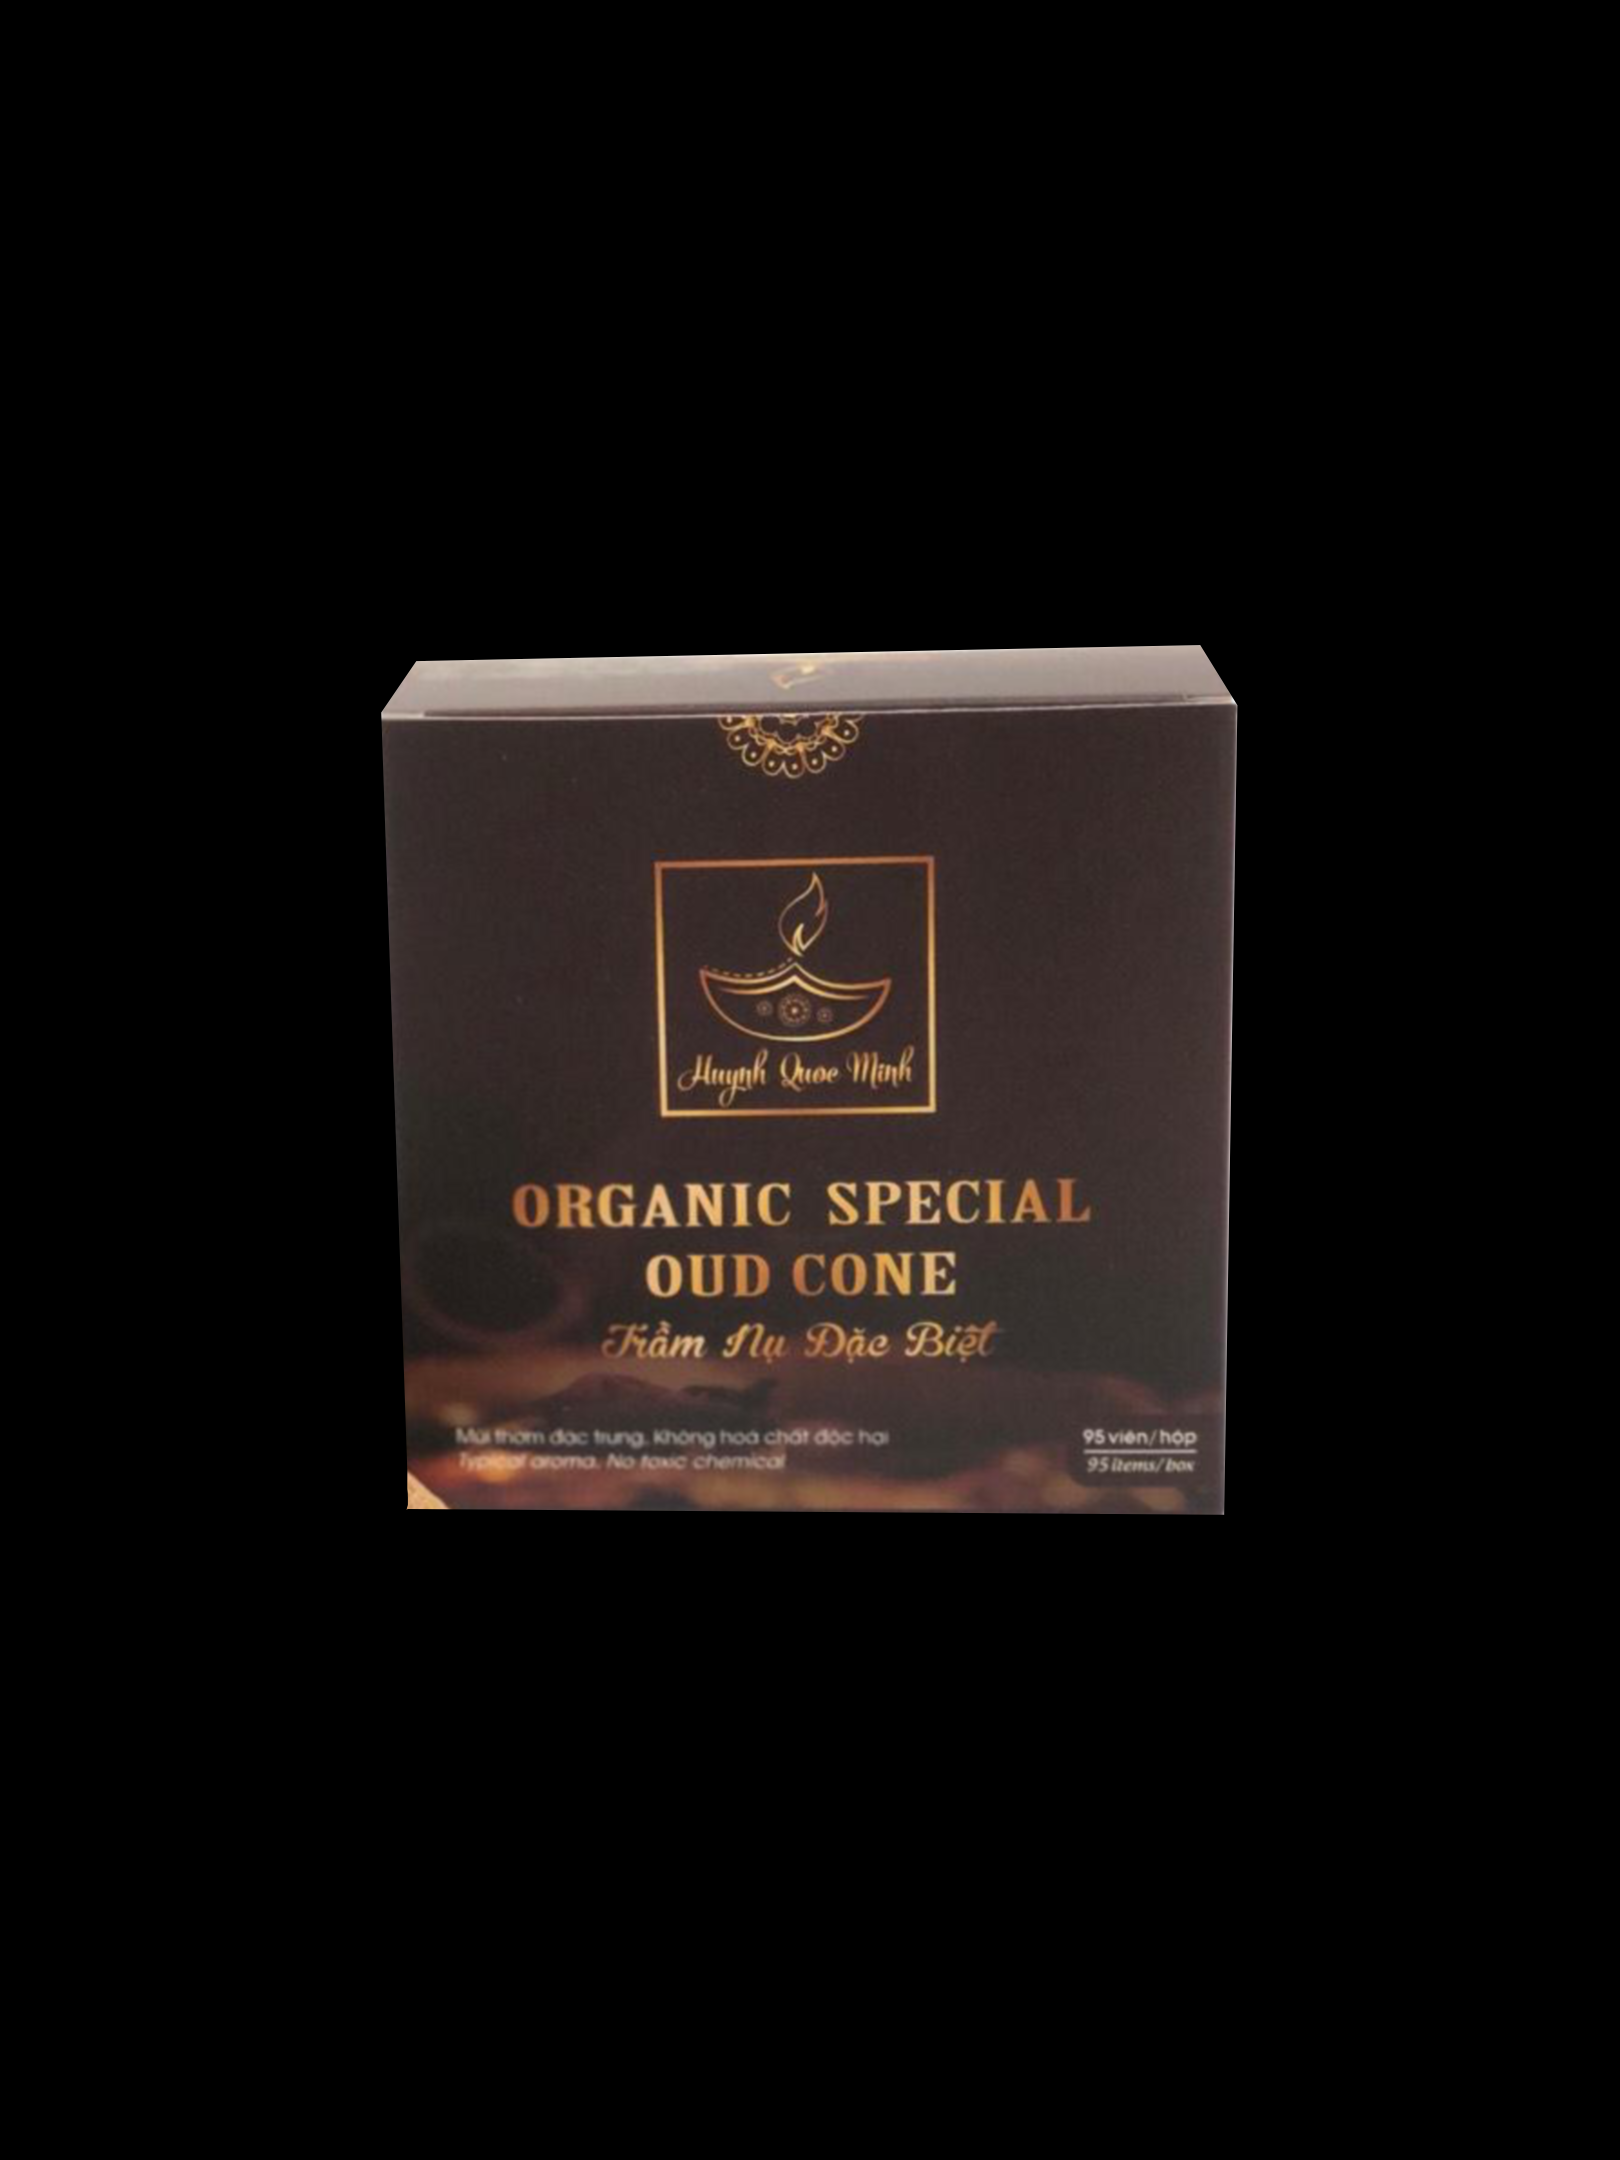 Huynh Quoc Minh
ORGANIC SPECIAL
OUD CONE
Trầm Nụ Đặc Biệt
Mùi thơm đặc trưng. Không hoá chất độc hại
Typical aroma. No toxic chemical
95 viên/hộp
95 items/box